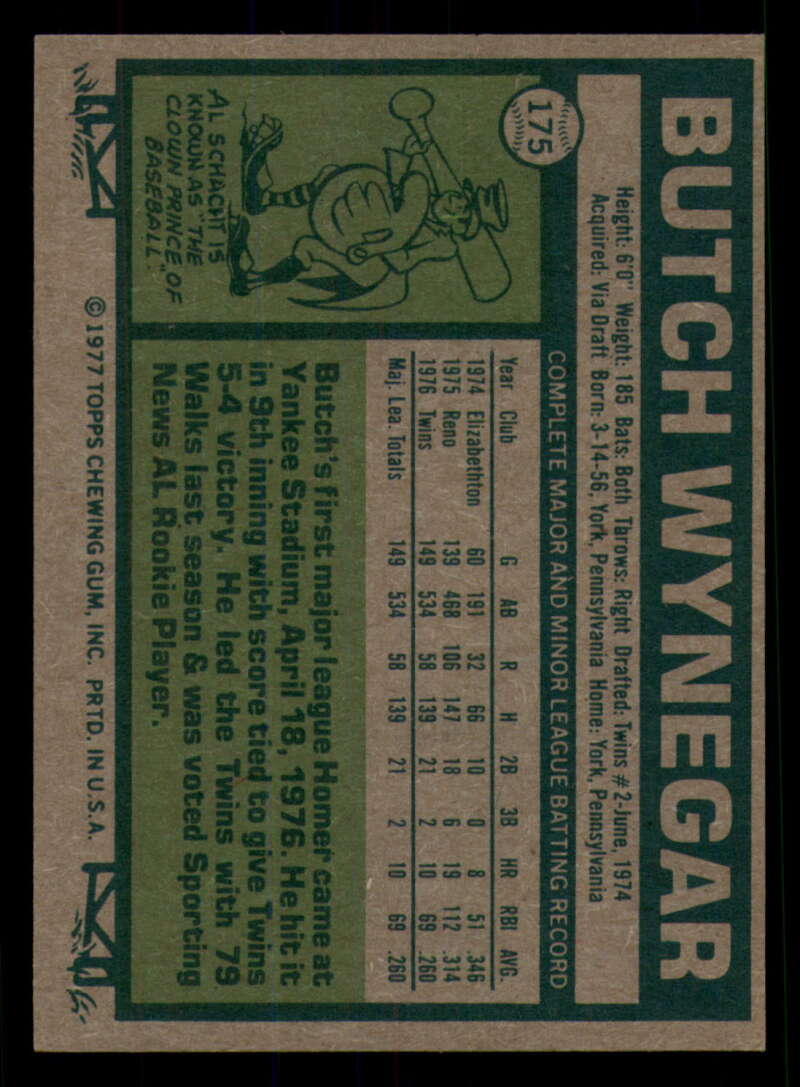 BUTCH WYNEGAR
175
Height: 6'0" Weight: 185 Bats: Both Tarows: Right Drafted: Twins #2-June, 1974
Acquired: Via Draft Born: 3-14-56, York, Pennsylvania Home: York, Pennsylvania
COMPLETE MAJOR AND MINOR LEAGUE BATTING RECORD
Year Club G AB R H 2B 3B HR RBI AVG.
1974 Elizabethton 60 191 32 66 10 0 8 51 .346
1975 Reno 139 468 106 147 18 6 19 112 .314
1976 Twins 149 534 58 139 21 2 10 69 .260
Maj. Lea. Totals 149 534 58 139 21 2 10 69 .260
AL SCHACHT IS
KNOWN AS "THE
CLOWN PRINCE OF
BASEBALL."
Butch's first major league Homer came at
Yankee Stadium, April 18, 1976. He hit it
in 9th inning with score tied to give Twins
5-4 victory. He led the Twins with 79
Walks last season & was voted Sporting
News AL Rookie Player.
© 1977 TOPPS CHEWING GUM, INC. PRTD. IN U.S.A.